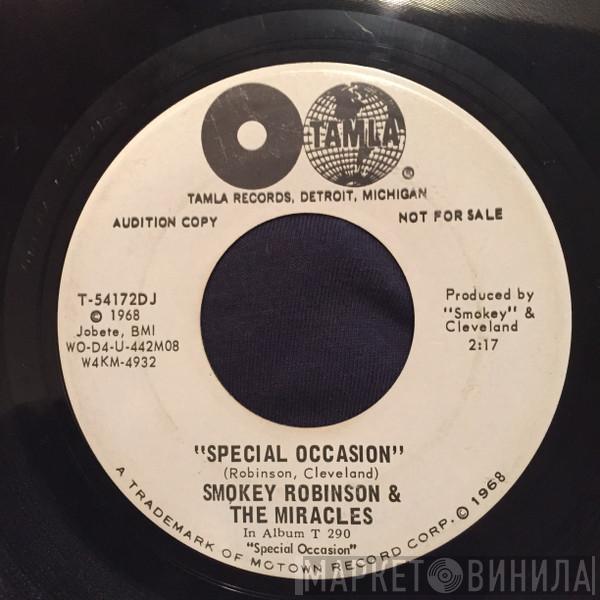 TAMLA
®
TAMLA RECORDS, DETROIT, MICHIGAN
AUDITION COPY
NOT FOR SALE
T-54172DJ
© 1968
Jobete, BMI
WO-D4-U-442M08
W4KM-4932
Produced by
"Smokey" &
Cleveland
2:17
"SPECIAL OCCASION"
(Robinson, Cleveland)
SMOKEY ROBINSON &
THE MIRACLES
In Album T 290
"Special Occasion"
A TRADEMARK OF MOTOWN RECORD CORP. © 1968
МАРКЕТ ВИНИЛА